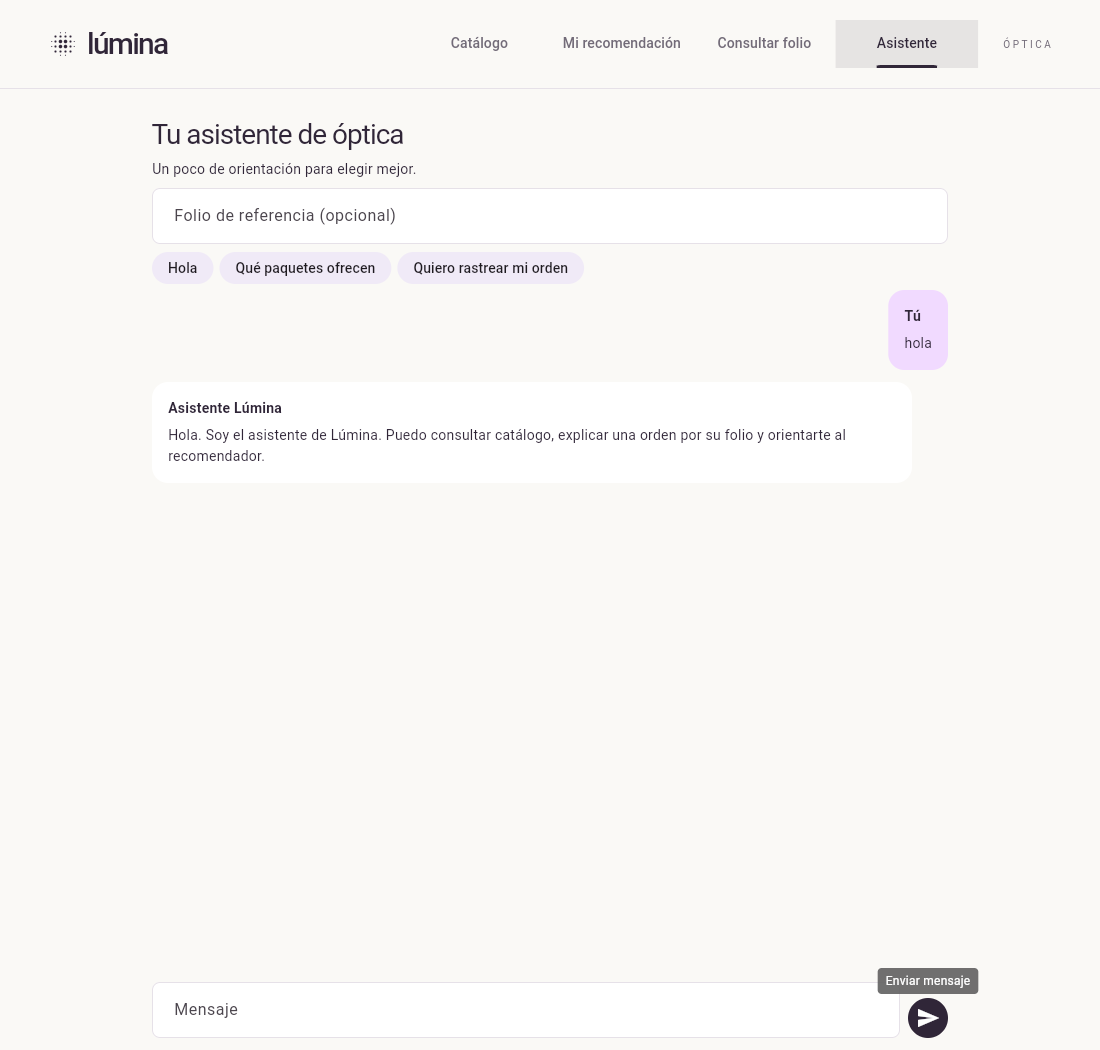 lúmina
Catálogo
Mi recomendación
Consultar folio
Asistente
ÓPTICA
Tu asistente de óptica
Un poco de orientación para elegir mejor.
Folio de referencia (opcional)
Hola
Qué paquetes ofrecen
Quiero rastrear mi orden
Tú
hola
Asistente Lúmina
Hola. Soy el asistente de Lúmina. Puedo consultar catálogo, explicar una orden por su folio y orientarte al
recomendador.
Enviar mensaje
Mensaje